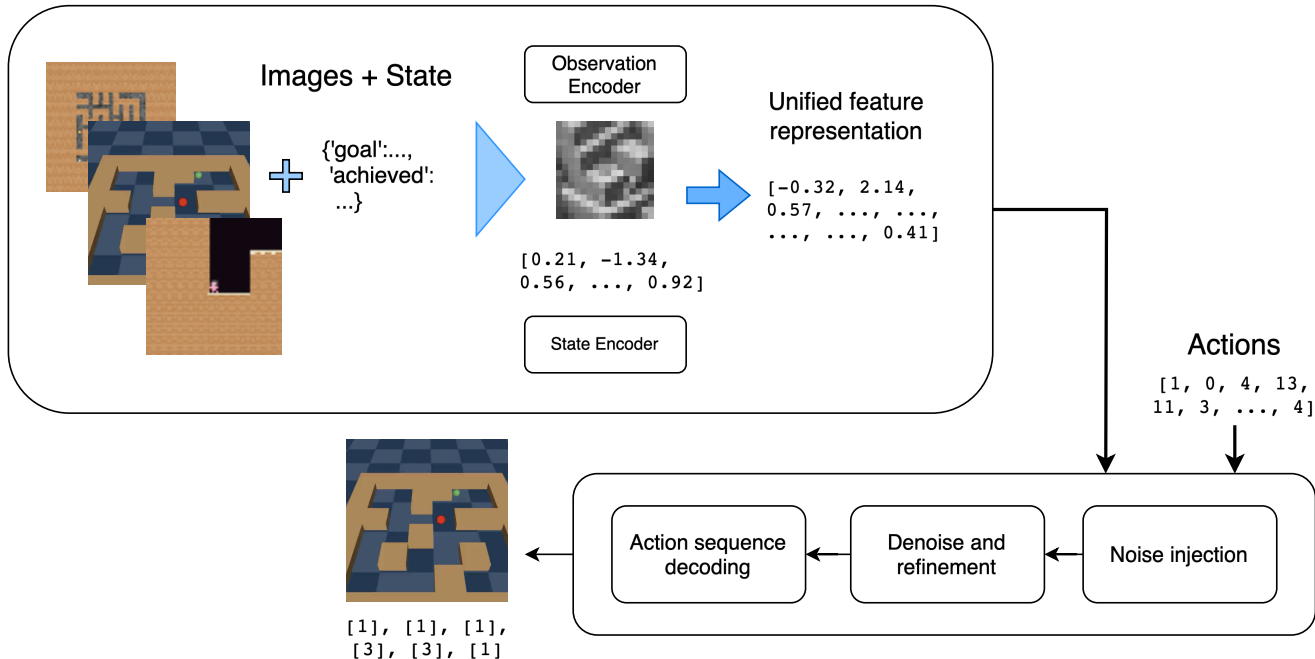 Images + State
{'goal':...,
'achieved':
...}
Observation
Encoder
[0.21, -1.34,
0.56, ..., 0.92]
State Encoder
Unified feature
representation
[-0.32, 2.14,
0.57, ..., ...,
..., ..., 0.41]
Actions
[1, 0, 4, 13,
11, 3, ..., 4]
Noise injection
Denoise and
refinement
Action sequence
decoding
[1], [1], [1],
[3], [3], [1]